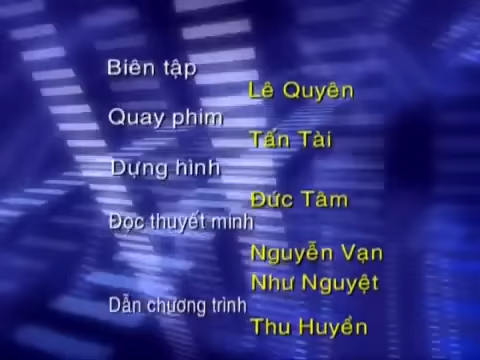 Biên tập
Lê Quyên
Quay phim
Tấn Tài
Dựng hình
Đức Tâm
Đọc thuyết minh
Nguyễn Vạn
Như Nguyệt
Dẫn chương trình
Thu Huyền